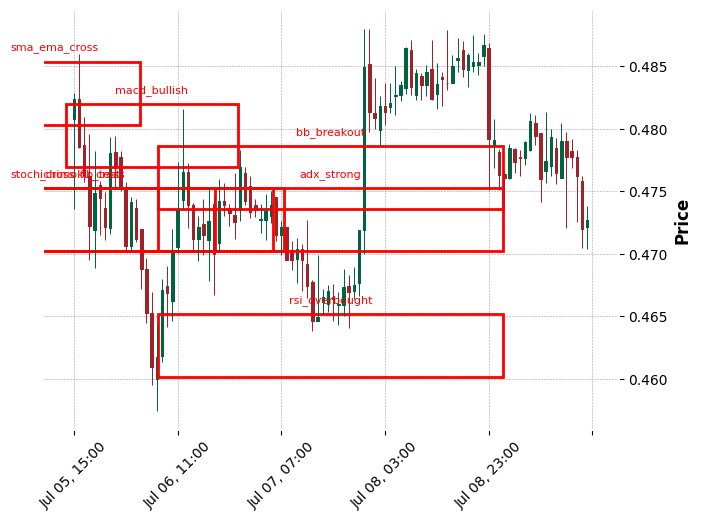 sma_ema_cross
macd_bullish
bb_breakout
adx_strong
rsi_overbought
0.485
0.480
0.475
0.470
0.465
0.460
Price
Jul 05, 15:00
Jul 06, 11:00
Jul 07, 07:00
Jul 08, 03:00
Jul 08, 23:00